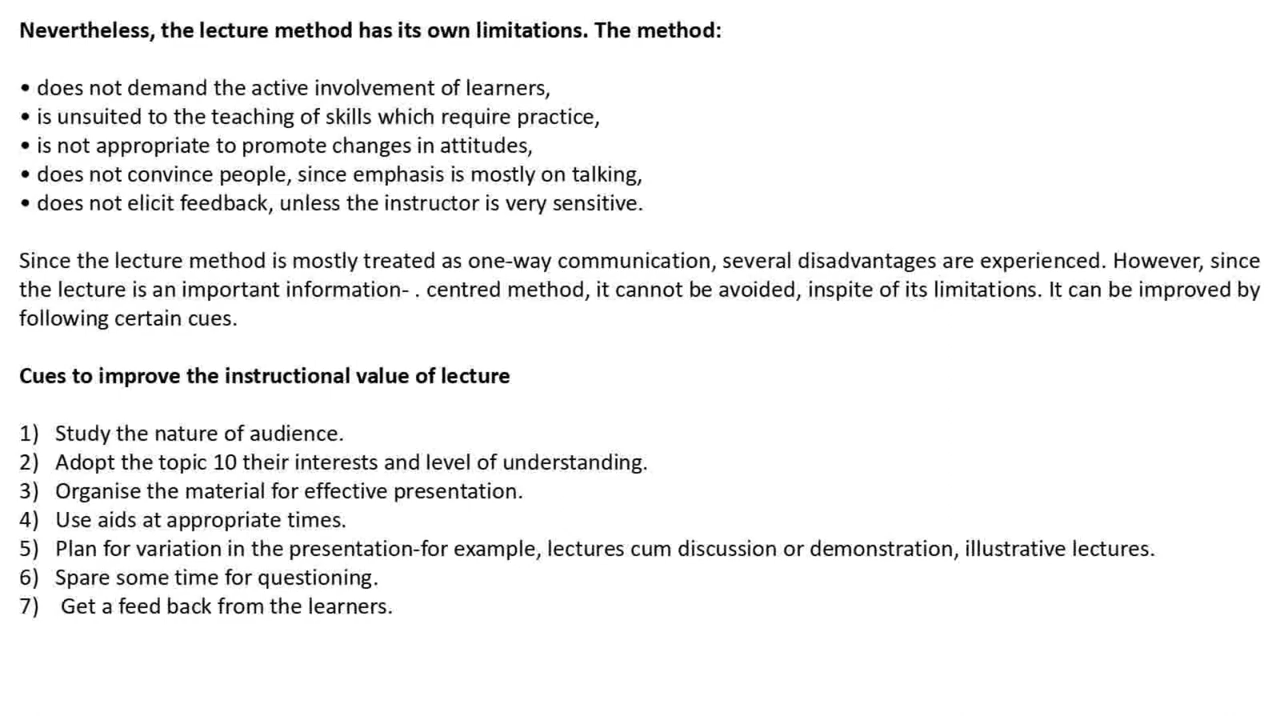 Nevertheless, the lecture method has its own limitations. The method:
• does not demand the active involvement of learners,
• is unsuited to the teaching of skills which require practice,
• is not appropriate to promote changes in attitudes,
• does not convince people, since emphasis is mostly on talking,
• does not elicit feedback, unless the instructor is very sensitive.
Since the lecture method is mostly treated as one-way communication, several disadvantages are experienced. However, since
the lecture is an important information- . centred method, it cannot be avoided, inspite of its limitations. It can be improved by
following certain cues.
Cues to improve the instructional value of lecture
1) Study the nature of audience.
2) Adopt the topic 10 their interests and level of understanding.
3) Organise the material for effective presentation.
4) Use aids at appropriate times.
5) Plan for variation in the presentation-for example, lectures cum discussion or demonstration, illustrative lectures.
6) Spare some time for questioning.
7) Get a feed back from the learners.